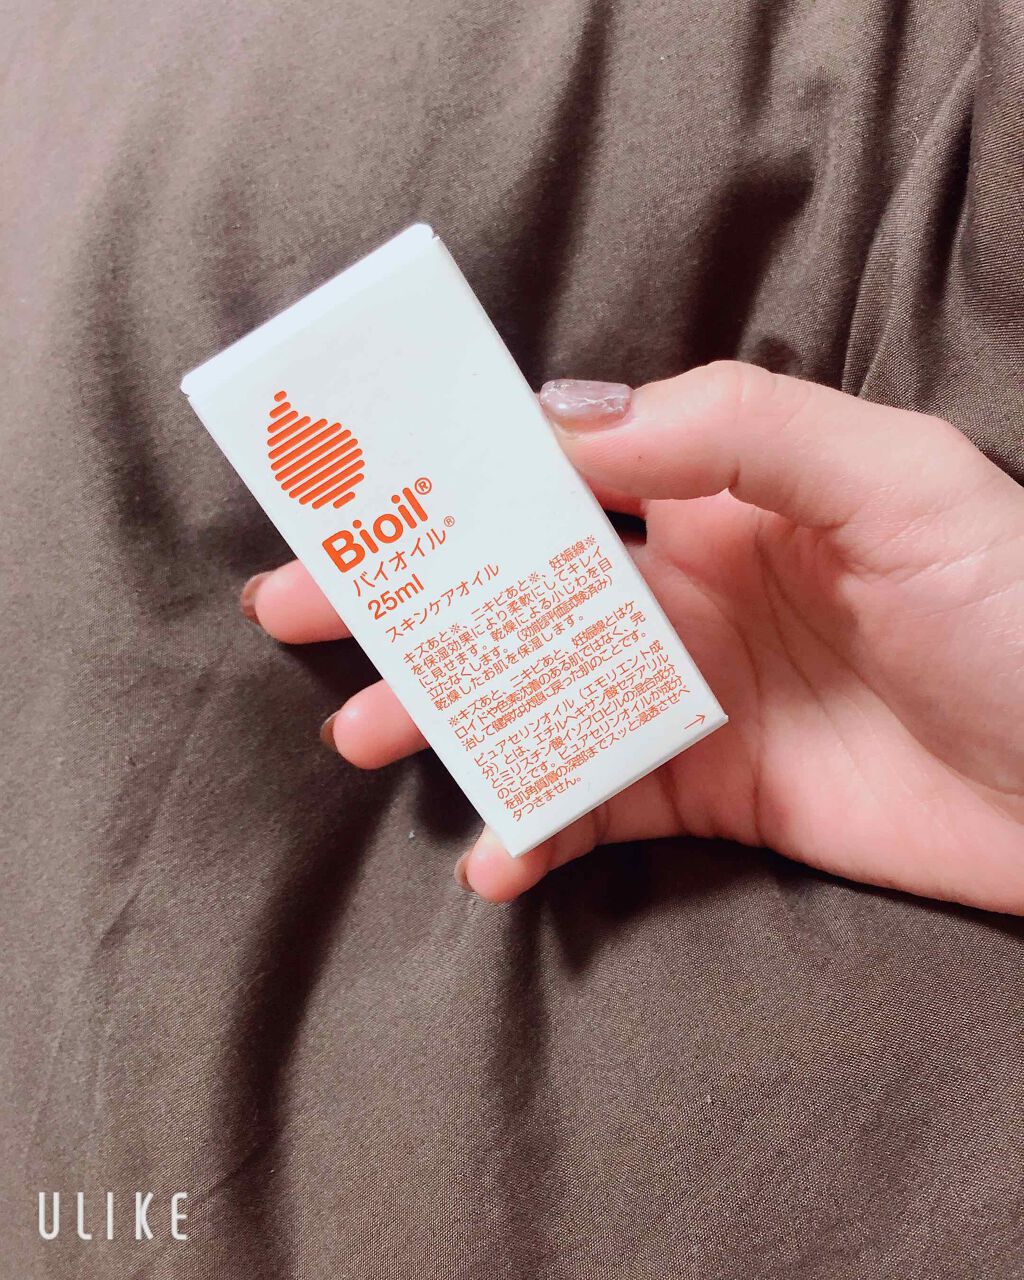 Bioil®
バイオイル®
25ml
スキンケアオイル
キズあと※、ニキビあと※、妊娠線※
を保湿効果により柔軟にしてキレイ
に見せます。乾燥による小じわを目
立たなくします。(効能評価試験済み)
乾燥したお肌を保湿します。
※キズあと、ニキビあと、妊娠線とはケ
ロイドや色素沈着のある肌ではなく、完
治して健常な状態に戻った肌のことです。
ピュアセリンオイル(エモリエント成
分)とは、エチルヘキサン酸セテアリル
とミリスチン酸イソプロピルの混合成分
のことです。ピュアセリンオイルが成分
を肌角質層の深部までスッと浸透させベ
タつきません。
→
ULIKE